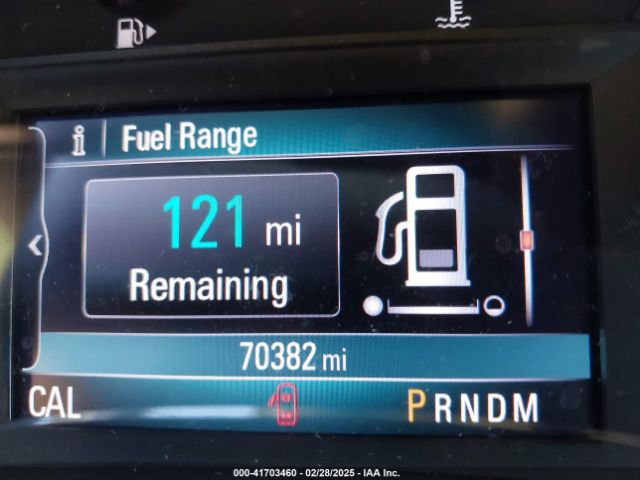 Fuel Range
121 mi
Remaining
70382 mi
CAL
PRNDM
000-41703460 - 02/28/2025 - IAA Inc.